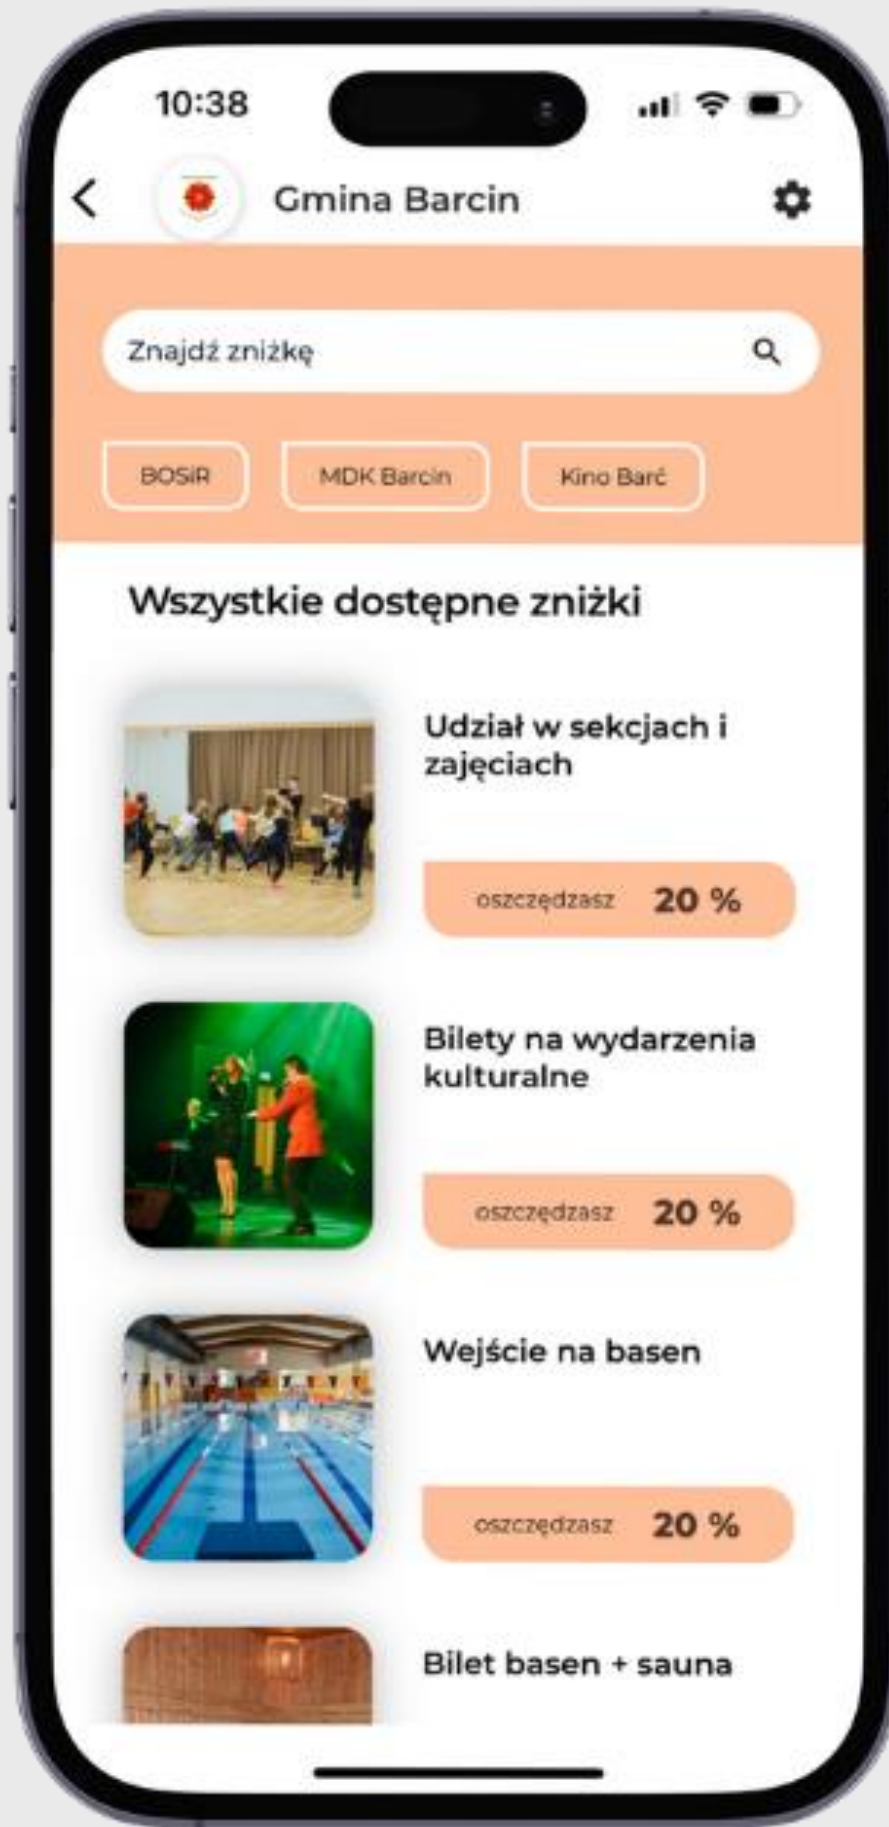 10:38
Gmina Barcin
Znajdź zniżkę
BOSiR
MDK Barcin
Kino Barć
Wszystkie dostępne zniżki
Udział w sekcjach i
zajęciach
oszczędzasz 20 %
Bilety na wydarzenia
kulturalne
oszczędzasz 20 %
Wejście na basen
oszczędzasz 20 %
Bilet basen + sauna